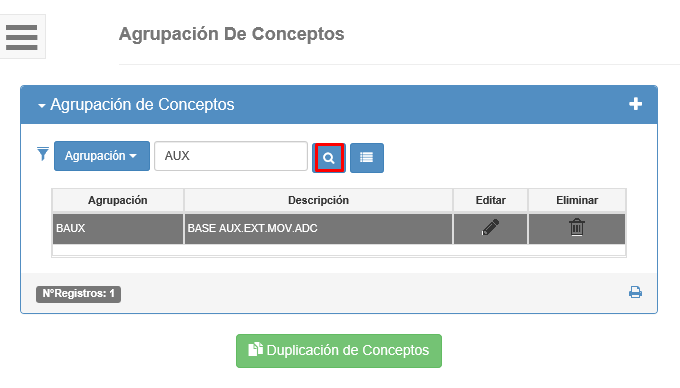 Agrupación De Conceptos
Agrupación de Conceptos
Agrupación AUX
Agrupación Descripción Editar Eliminar
BAUX BASE AUX.EXT.MOV.ADC
NºRegistros: 1
Duplicación de Conceptos